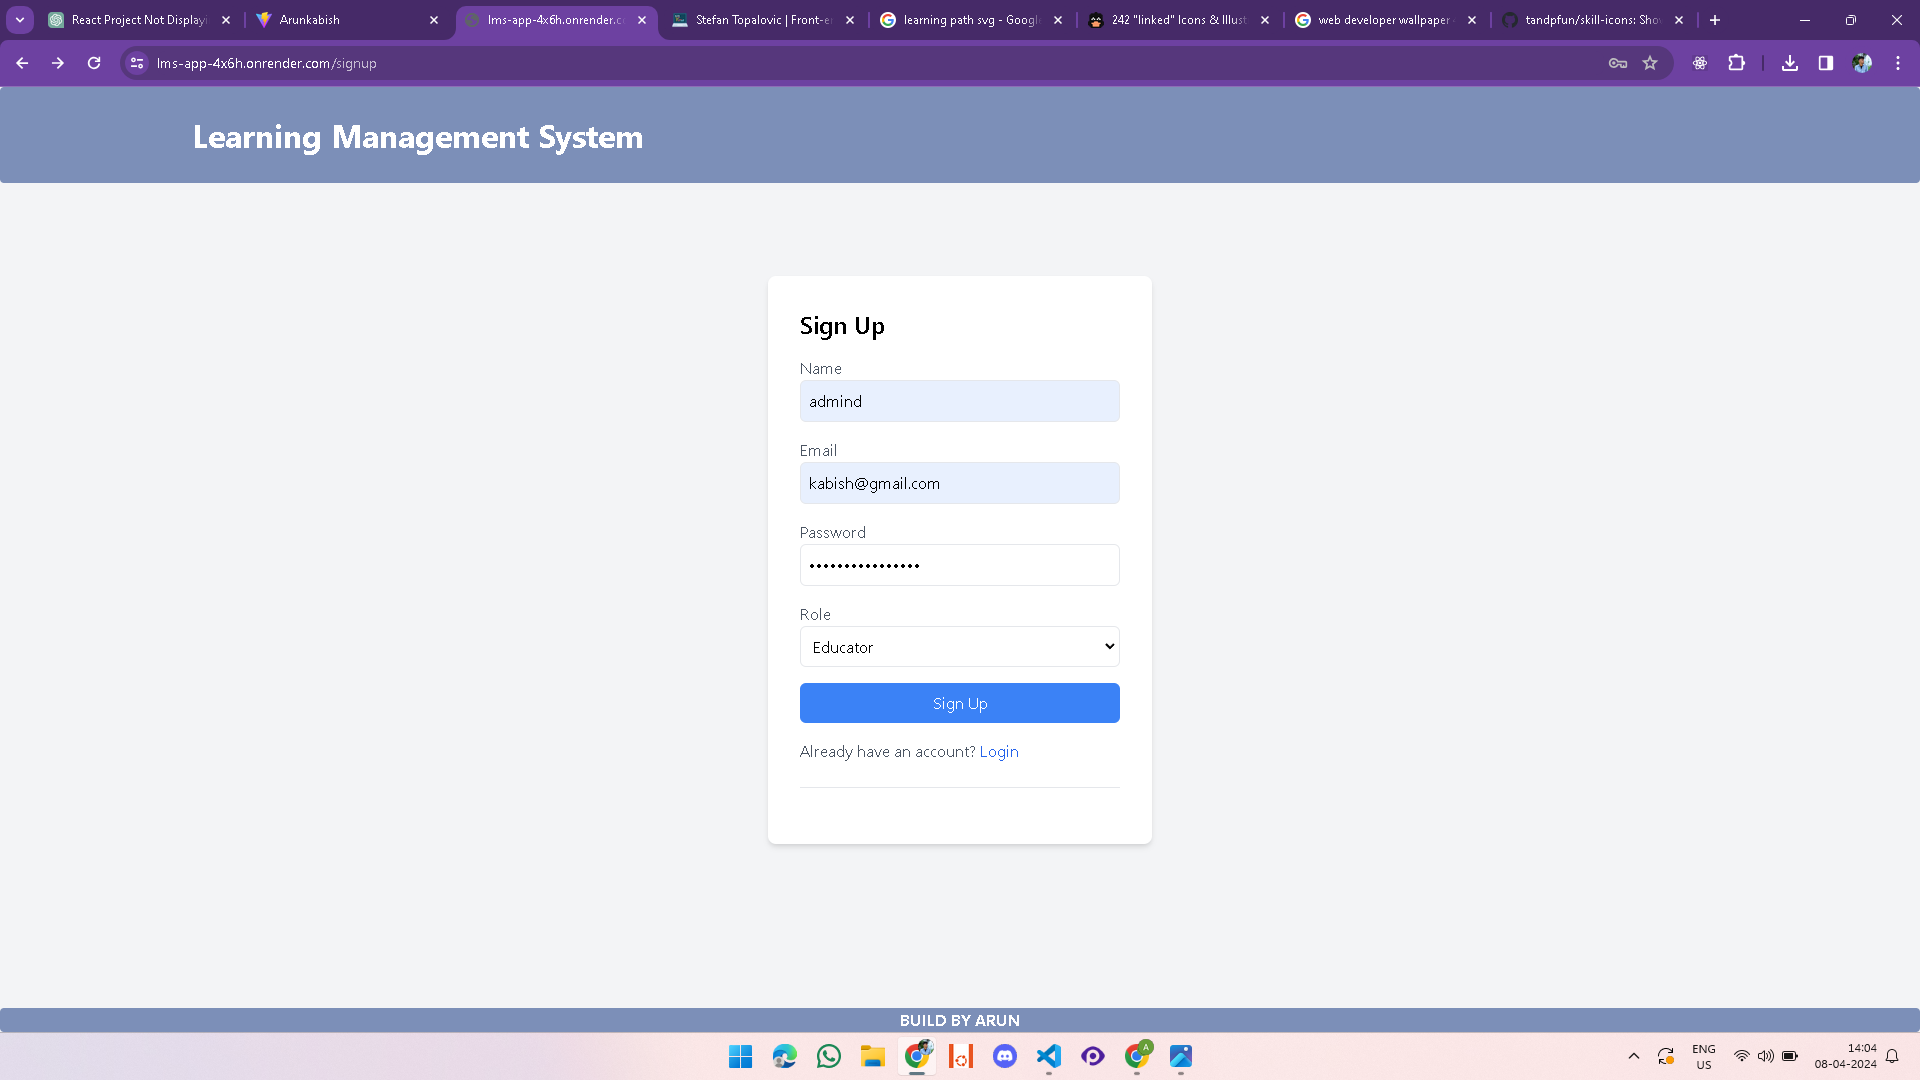 React Project Not Displayi
Arunkabish
lms-app-4x6h.onrender.co
Stefan Topalovic | Front-e
learning path svg - Google
242 "linked" Icons & Illust
web developer wallpaper
tandpfun/skill-icons: Sho
lms-app-4x6h.onrender.com/signup
Learning Management System
Sign Up
Name
admind
Email
kabish@gmail.com
Password
••••••••••••••••
Role
Educator
Sign Up
Already have an account? Login
BUILD BY ARUN
A
ENG
US
14:04
08-04-2024